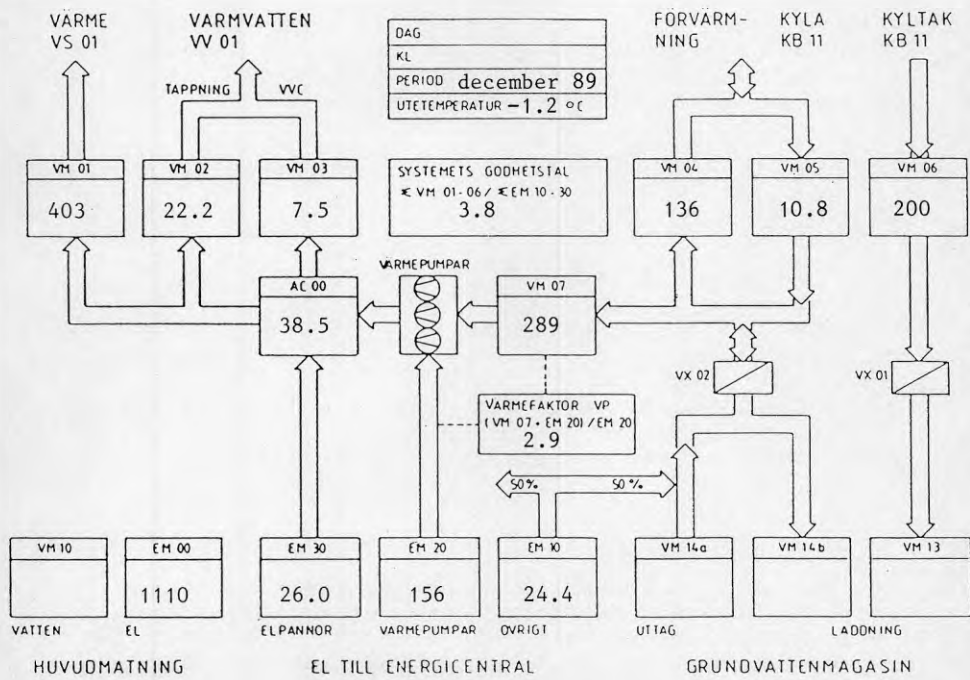 VÄRME
VS 01
VARMVATTEN
VV 01
DAG
KL
PERIOD december 89
UTETEMPERATUR -1.2 °C
FÖRVÄRM-
NING
KYLA
KB 11
KYLTAK
KB 11
TAPPNING
VVC
VM 01
403
VM 02
22.2
VM 03
7.5
SYSTEMETS GODHETSTAL
Σ VM 01-06 / Σ EM 10-30
3.8
VM 04
136
VM 05
10.8
VM 06
200
VÄRMEPUMPAR
AC 00
38.5
VM 07
289
VX 02
VX 01
VÄRMEFAKTOR VP
(VM 07 + EM 20) / EM 20
2.9
50%
50%
VM 10
EM 00
1110
EM 30
26.0
EM 20
156
EM 10
24.4
VM 14a
VM 14b
VM 13
VATTEN
EL
ELPANNOR
VÄRMEPUMPAR
ÖVRIGT
UTTAG
LADDNING
HUVUDMATNING
EL TILL ENERGICENTRAL
GRUNDVATTENMAGASIN